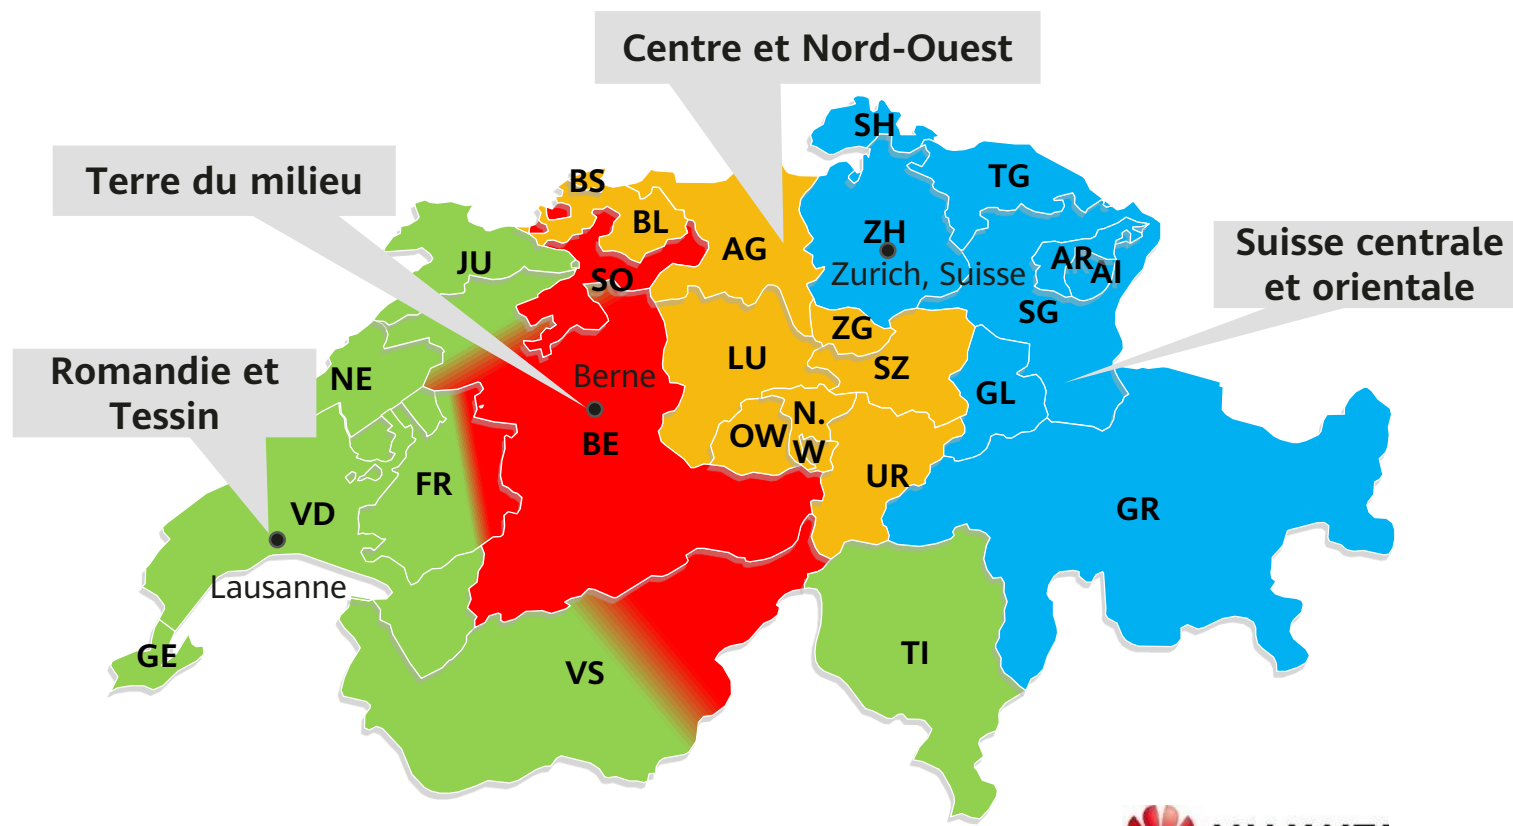 Centre et Nord-Ouest
SH
Terre du milieu
BS
TG
BL
ZH
AG
Suisse centrale
et orientale
JU
AR
AI
SO
Zurich, Suisse
SG
ZG
LU
SZ
Romandie et
Tessin
NE
Berne
GL
N.
W
OW
BE
UR
FR
VD
GR
Lausanne
GE
TI
VS